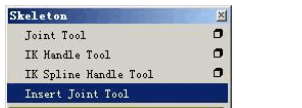 Skeleton
Joint Tool
IK Handle Tool
IK Spline Handle Tool
Insert Joint Tool